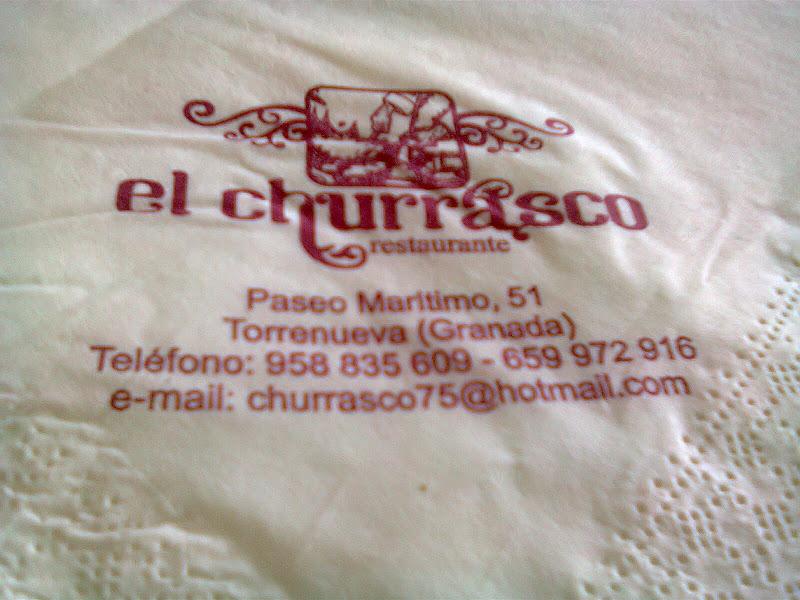 el churrasco
restaurante
Paseo Marítimo, 51
Torrenueva (Granada)
Teléfono: 958 835 609 - 659 972 916
e-mail: churrasco75@hotmail.com